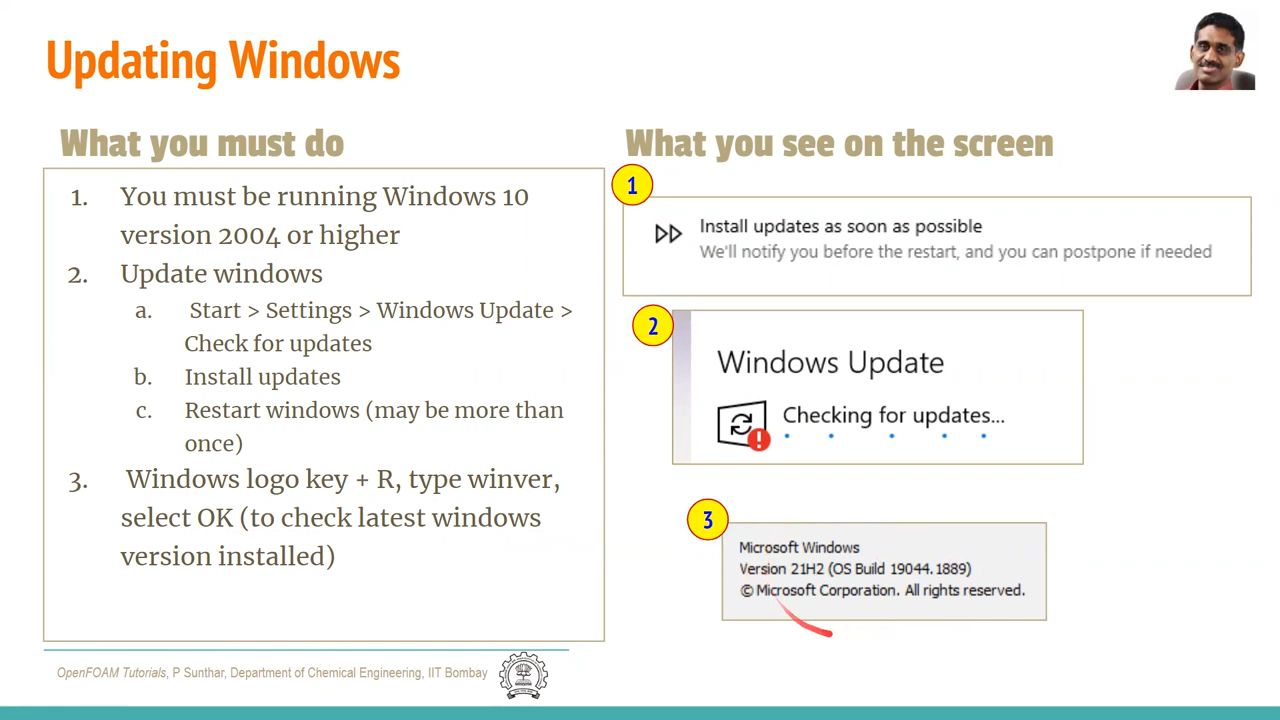 Updating Windows
What you must do
1. You must be running Windows 10
version 2004 or higher
2. Update windows
a. Start > Settings > Windows Update >
Check for updates
b. Install updates
c. Restart windows (may be more than
once)
3. Windows logo key + R, type winver,
select OK (to check latest windows
version installed)
What you see on the screen
1
Install updates as soon as possible
We'll notify you before the restart, and you can postpone if needed
2
Windows Update
Checking for updates...
3
Microsoft Windows
Version 21H2 (OS Build 19044.1889)
© Microsoft Corporation. All rights reserved.
OpenFOAM Tutorials, P Sunthar, Department of Chemical Engineering, IIT Bombay